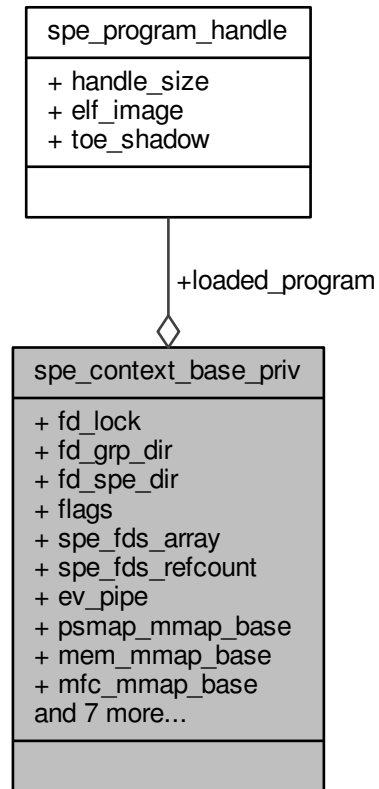 spe_program_handle
+ handle_size
+ elf_image
+ toe_shadow
+loaded_program
spe_context_base_priv
+ fd_lock
+ fd_grp_dir
+ fd_spe_dir
+ flags
+ spe_fds_array
+ spe_fds_refcount
+ ev_pipe
+ psmap_mmap_base
+ mem_mmap_base
+ mfc_mmap_base
and 7 more...